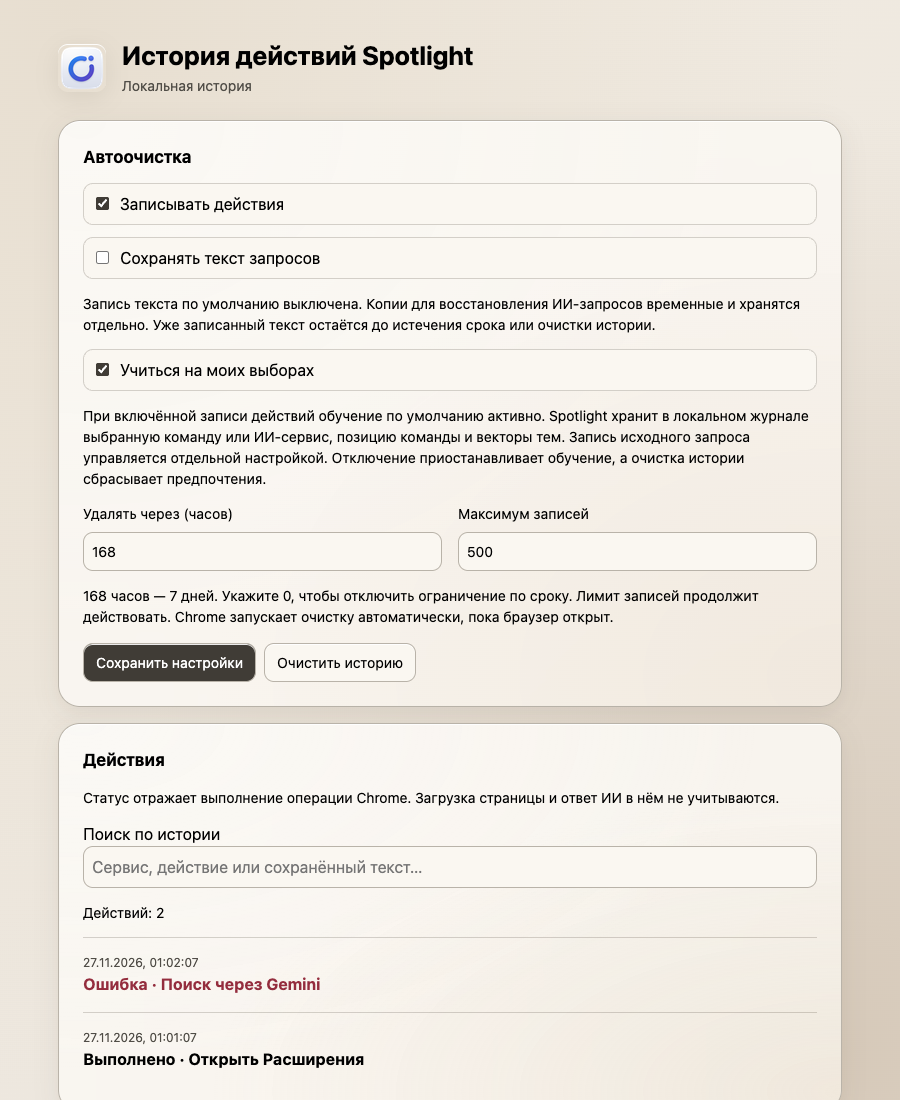 История действий Spotlight
Локальная история
Автоочистка
Записывать действия
Сохранять текст запросов
Запись текста по умолчанию выключена. Копии для восстановления ИИ-запросов временные и хранятся
отдельно. Уже записанный текст остаётся до истечения срока или очистки истории.
Учиться на моих выборах
При включённой записи действий обучение по умолчанию активно. Spotlight хранит в локальном журнале
выбранную команду или ИИ-сервис, позицию команды и векторы тем. Запись исходного запроса
управляется отдельной настройкой. Отключение приостанавливает обучение, а очистка истории
сбрасывает предпочтения.
Удалять через (часов)
Максимум записей
168
500
168 часов — 7 дней. Укажите 0, чтобы отключить ограничение по сроку. Лимит записей продолжит
действовать. Chrome запускает очистку автоматически, пока браузер открыт.
Сохранить настройки
Очистить историю
Действия
Статус отражает выполнение операции Chrome. Загрузка страницы и ответ ИИ в нём не учитываются.
Поиск по истории
Сервис, действие или сохранённый текст...
Действий: 2
27.11.2026, 01:02:07
Ошибка · Поиск через Gemini
27.11.2026, 01:01:07
Выполнено · Открыть Расширения